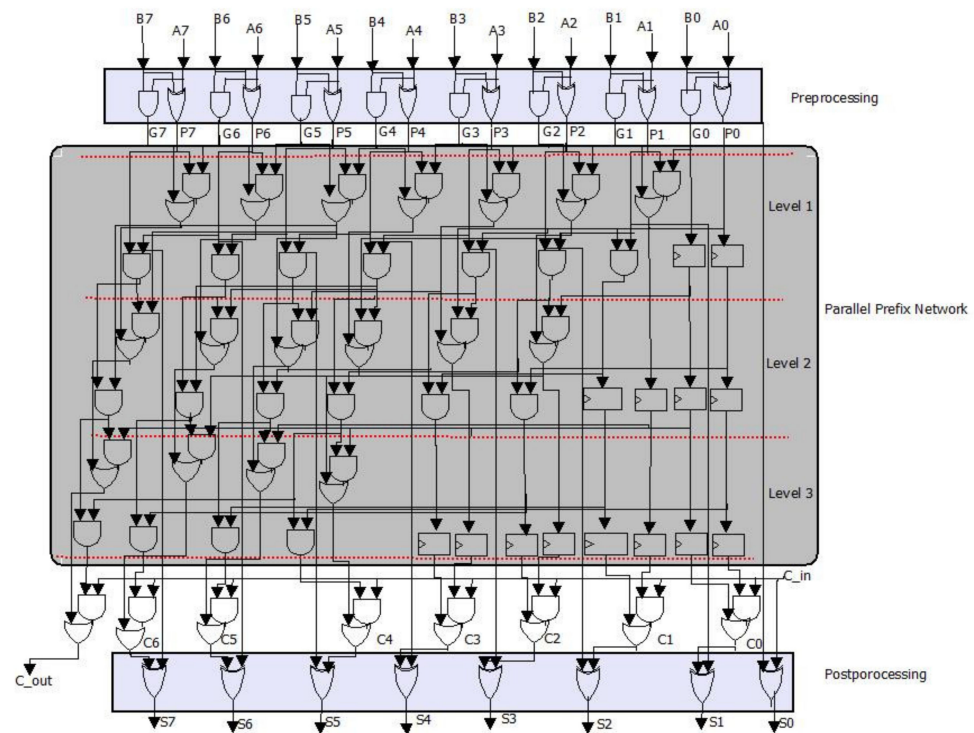 B7 A7 B6 A6 B5 A5 B4 A4 B3 A3 B2 A2 B1 A1 B0 A0
Preprocessing
G7 P7 G6 P6 G5 P5 G4 P4 G3 P3 G2 P2 G1 P1 G0 P0
Level 1
Parallel Prefix Network
Level 2
Level 3
C_in
C6 C5 C4 C3 C2 C1 C0
C_out
Postporocessing
S7 S6 S5 S4 S3 S2 S1 S0